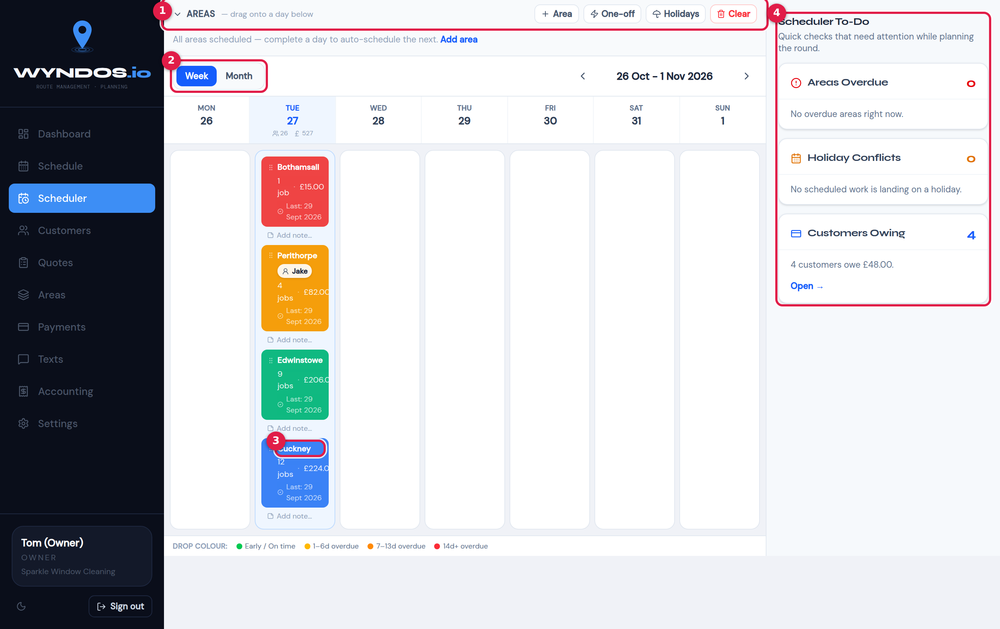 WYNDOS.io
ROUTE MANAGEMENT · PLANNING
Dashboard
Schedule
Scheduler
Customers
Quotes
Areas
Payments
Texts
Accounting
Settings
Tom (Owner)
OWNER
Sparkle Window Cleaning
Sign out
1
AREAS — drag onto a day below
Area
One-off
Holidays
Clear
All areas scheduled — complete a day to auto-schedule the next. Add area
2
Week
Month
26 Oct – 1 Nov 2026
MON
26
TUE
27
26 £ 527
WED
28
THU
29
FRI
30
SAT
31
SUN
1
Bothamsall
1 job · £15.00
Last: 29
Sept 2026
Add note...
Perlthorpe
Jake
4 jobs · £82.00
Last: 29
Sept 2026
Add note...
Edwinstowe
9 jobs · £206.0
Last: 29
Sept 2026
Add note...
3
Cuckney
12 jobs · £224.0
Last: 29
Sept 2026
Add note...
DROP COLOUR: Early / On time 1–6d overdue 7–13d overdue 14d+ overdue
4
Scheduler To-Do
Quick checks that need attention while planning
the round.
Areas Overdue 0
No overdue areas right now.
Holiday Conflicts 0
No scheduled work is landing on a holiday.
Customers Owing 4
4 customers owe £48.00.
Open →